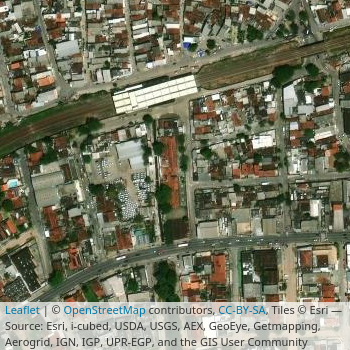 Leaflet | © OpenStreetMap contributors, CC-BY-SA, Tiles © Esri —
Source: Esri, i-cubed, USDA, USGS, AEX, GeoEye, Getmapping,
Aerogrid, IGN, IGP, UPR-EGP, and the GIS User Community